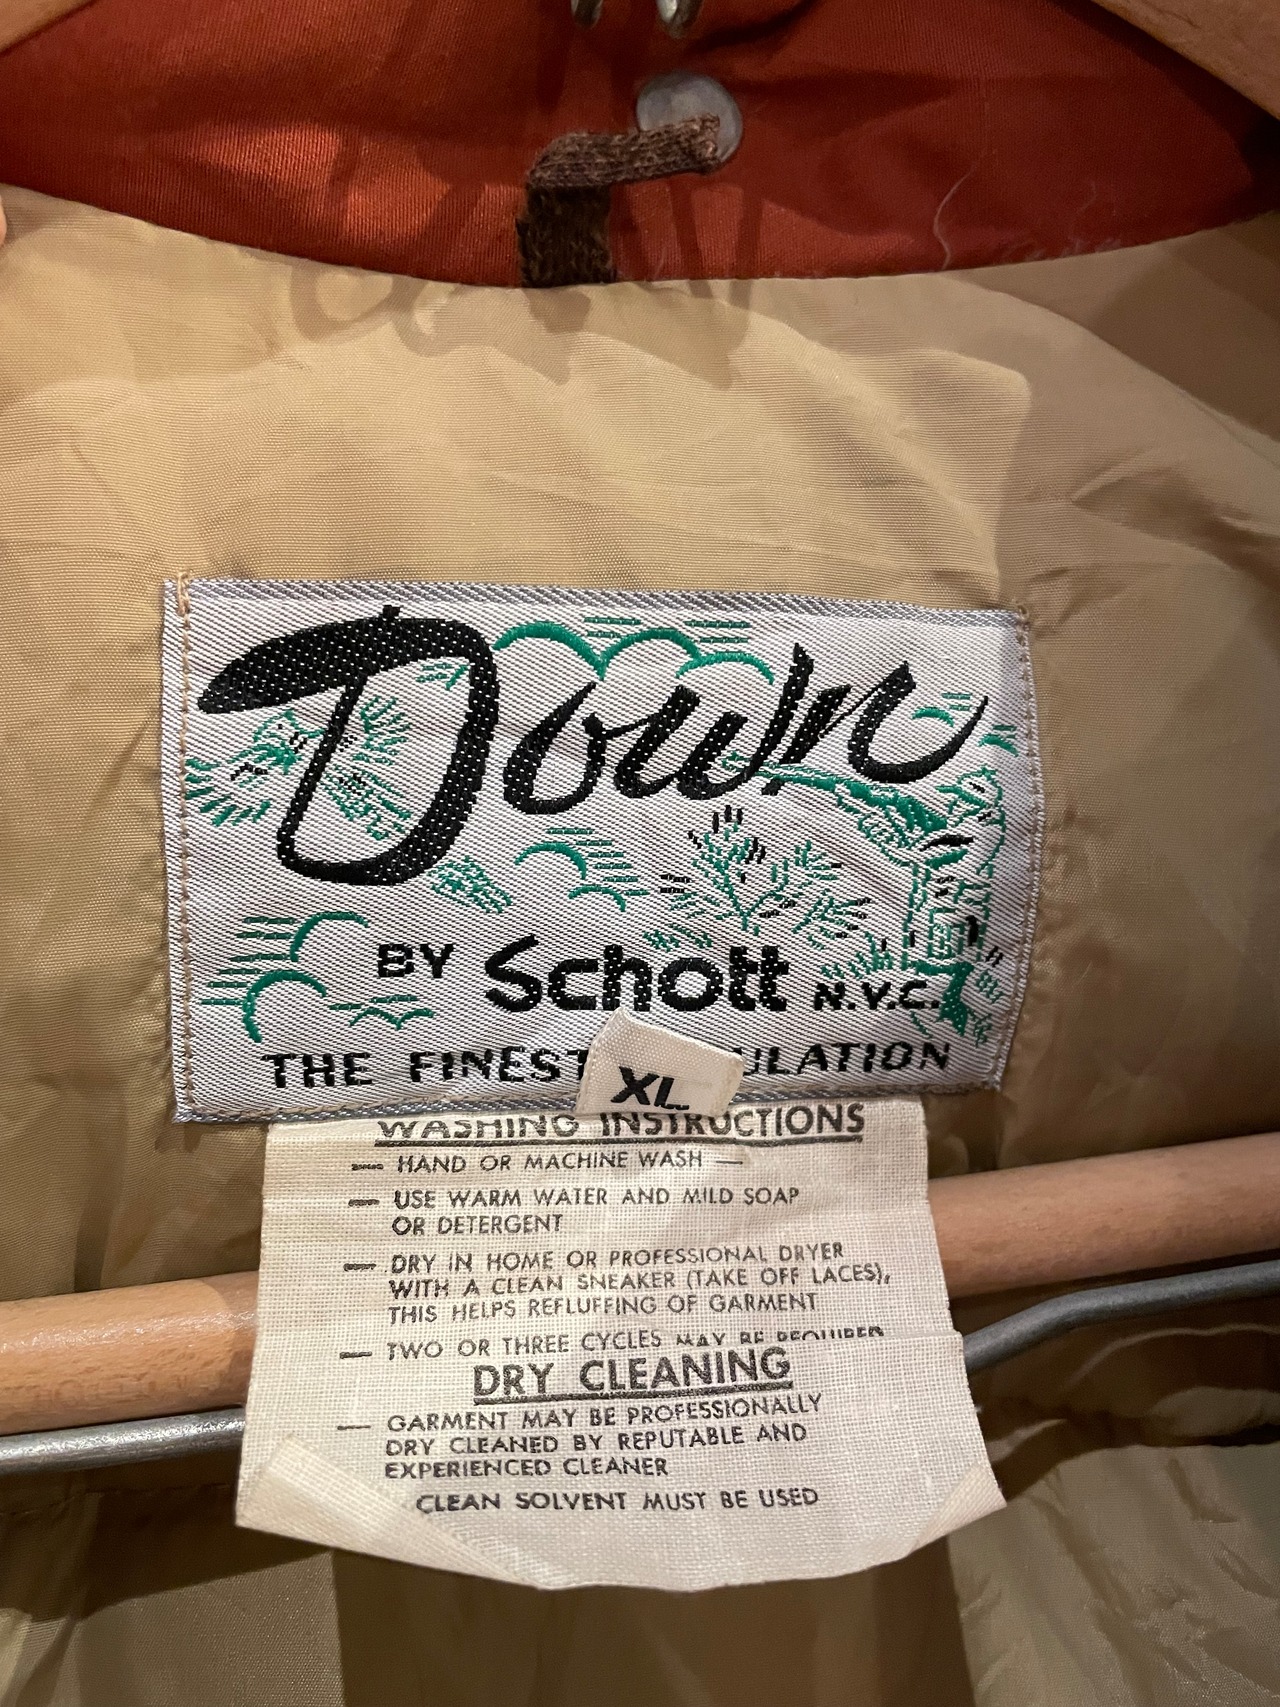 Down
BY Schott N.V.C.
THE FINEST
XL
WASHING INSTRUCTIONS
— HAND OR MACHINE WASH —
— USE WARM WATER AND MILD SOAP
OR DETERGENT
— DRY IN HOME OR PROFESSIONAL DRYER
WITH A CLEAN SNEAKER (TAKE OFF LACES),
THIS HELPS REFLUFFING OF GARMENT
— TWO OR THREE CYCLES MAY BE REQUIRED
DRY CLEANING
— GARMENT MAY BE PROFESSIONALLY
DRY CLEANED BY REPUTABLE AND
EXPERIENCED CLEANER
CLEAN SOLVENT MUST BE USED